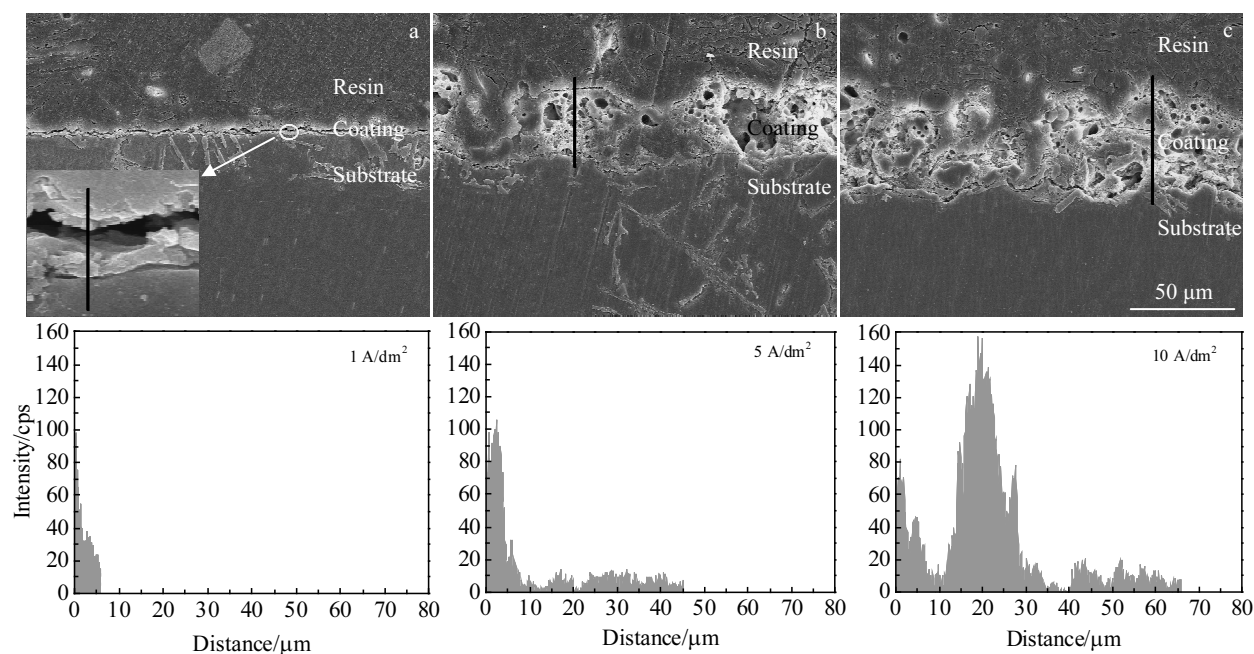 a
Resin
Coating
Substrate
b
Resin
Coating
Substrate
c
Resin
Coating
Substrate
50 μm
Intensity/cps
160
140
120
100
80
60
40
20
0
1 A/dm²
0 10 20 30 40 50 60 70 80
Distance/μm
160
140
120
100
80
60
40
20
0
5 A/dm²
0 10 20 30 40 50 60 70 80
Distance/μm
160
140
120
100
80
60
40
20
0
10 A/dm²
0 10 20 30 40 50 60 70 80
Distance/μm